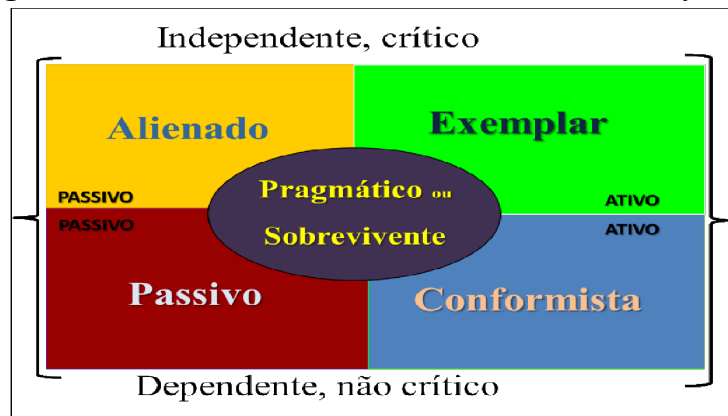 Independente, crítico
Alienado
Exemplar
PASSIVO
Pragmático ou
ATIVO
PASSIVO
Sobrevivente
ATIVO
Passivo
Conformista
Dependente, não crítico